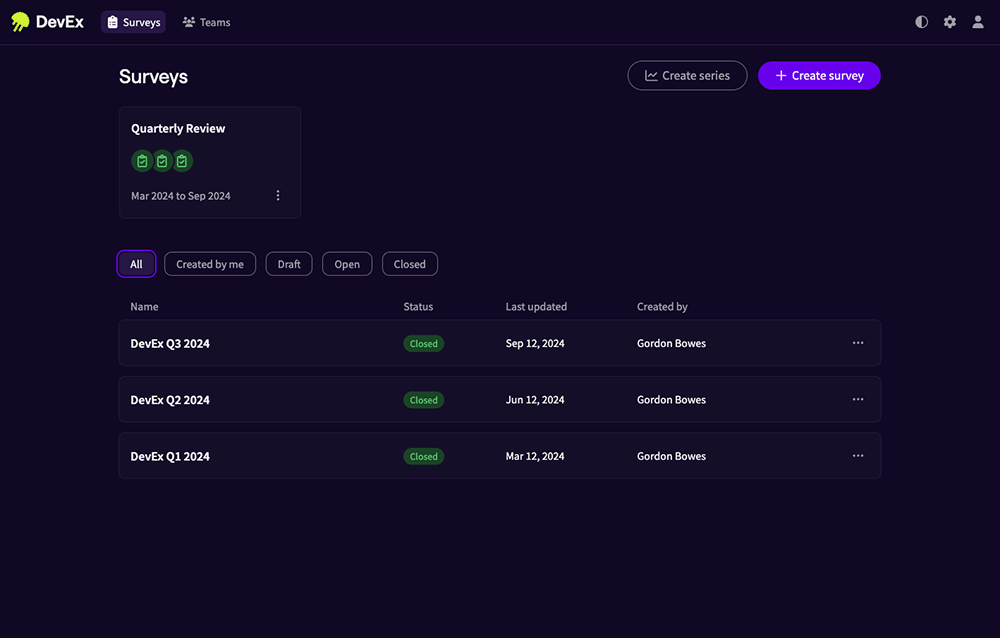 DevEx Surveys Teams
Surveys Create series + Create survey
Quarterly Review
Mar 2024 to Sep 2024
All Created by me Draft Open Closed
Name Status Last updated Created by
DevEx Q3 2024 Closed Sep 12, 2024 Gordon Bowes
DevEx Q2 2024 Closed Jun 12, 2024 Gordon Bowes
DevEx Q1 2024 Closed Mar 12, 2024 Gordon Bowes